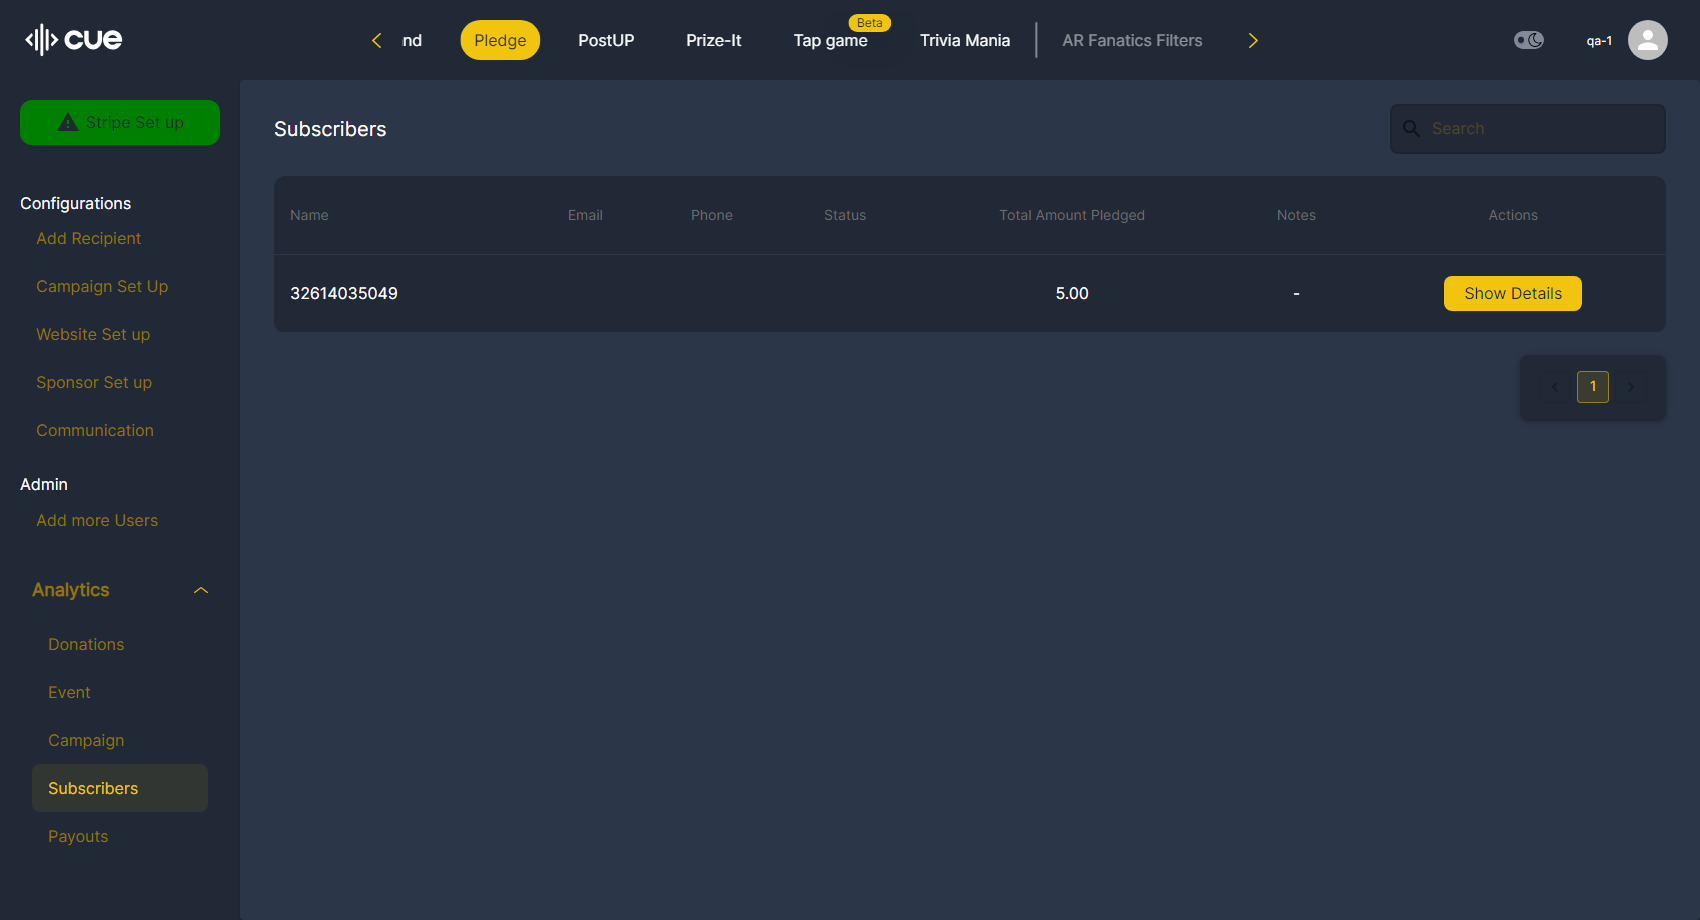 cue
nd
Pledge
PostUP
Prize-It
Tap game
Beta
Trivia Mania
AR Fanatics Filters
qa-1
Stripe Set up
Configurations
Add Recipient
Campaign Set Up
Website Set up
Sponsor Set up
Communication
Admin
Add more Users
Analytics
Donations
Event
Campaign
Subscribers
Payouts
Subscribers
Search
Name Email Phone Status Total Amount Pledged Notes Actions
32614035049 5.00 - Show Details
1